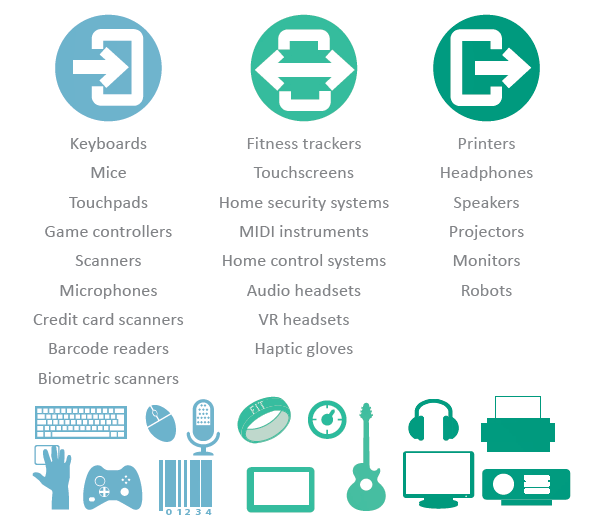 Keyboards
Mice
Touchpads
Game controllers
Scanners
Microphones
Credit card scanners
Barcode readers
Biometric scanners
Fitness trackers
Touchscreens
Home security systems
MIDI instruments
Home control systems
Audio headsets
VR headsets
Haptic gloves
Printers
Headphones
Speakers
Projectors
Monitors
Robots
FIT
0 1 2 3 4